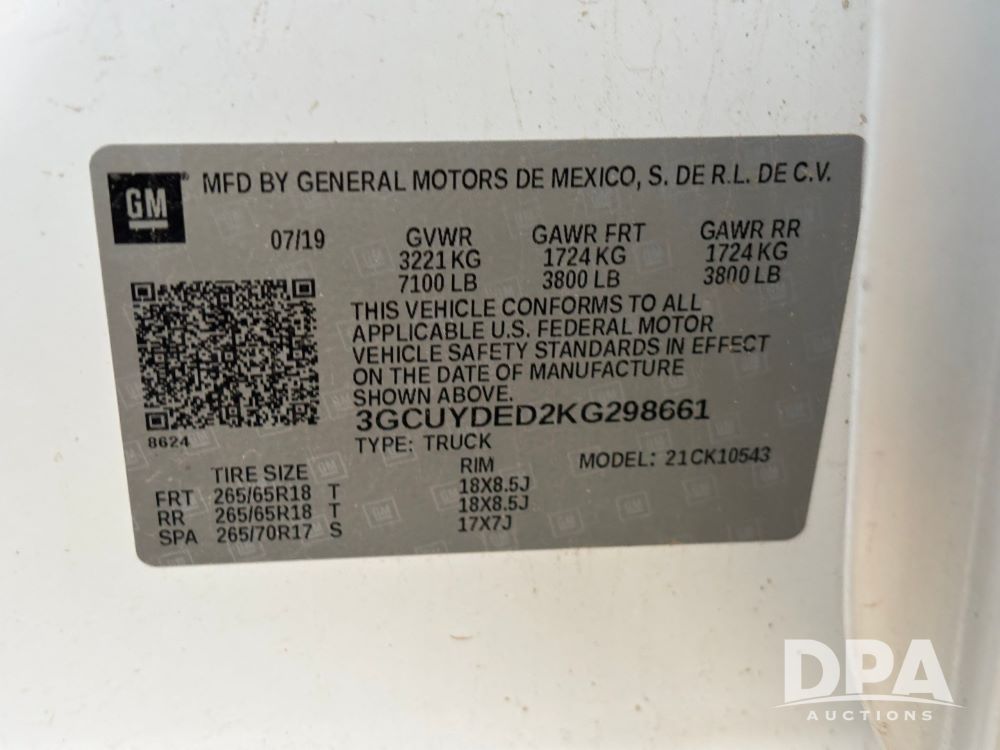 GM
MFD BY GENERAL MOTORS DE MEXICO, S. DE R.L. DE C.V.
07/19 GVWR GAWR FRT GAWR RR
3221 KG 1724 KG 1724 KG
7100 LB 3800 LB 3800 LB
THIS VEHICLE CONFORMS TO ALL
APPLICABLE U.S. FEDERAL MOTOR
VEHICLE SAFETY STANDARDS IN EFFECT
ON THE DATE OF MANUFACTURE
SHOWN ABOVE.
3GCUYDED2KG298661
8624
TYPE: TRUCK MODEL: 21CK10543
TIRE SIZE RIM
FRT 265/65R18 T 18X8.5J
RR 265/65R18 T 18X8.5J
SPA 265/70R17 S 17X7J
DPA
AUCTIONS